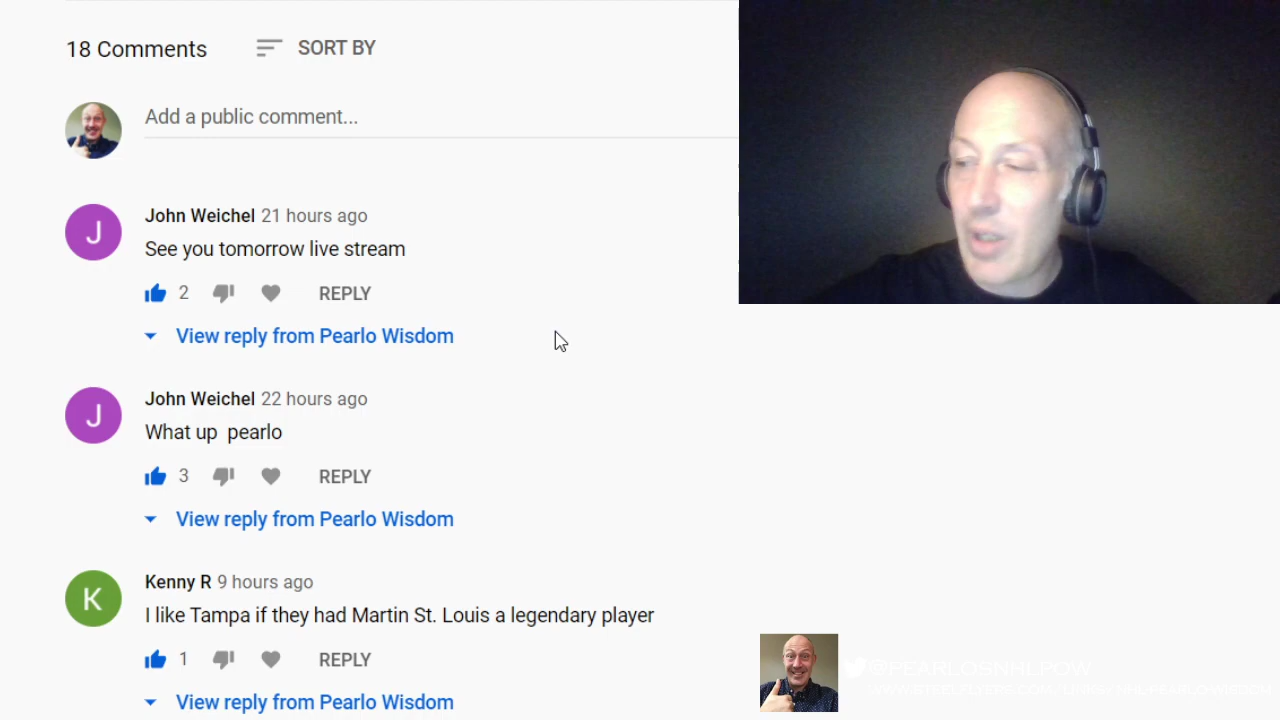 18 Comments
SORT BY
Add a public comment...
J
John Weichel 21 hours ago
See you tomorrow live stream
2
REPLY
View reply from Pearlo Wisdom
J
John Weichel 22 hours ago
What up pearlo
3
REPLY
View reply from Pearlo Wisdom
K
Kenny R 9 hours ago
I like Tampa if they had Martin St. Louis a legendary player
1
REPLY
View reply from Pearlo Wisdom
@PEARLOSNHLPOW